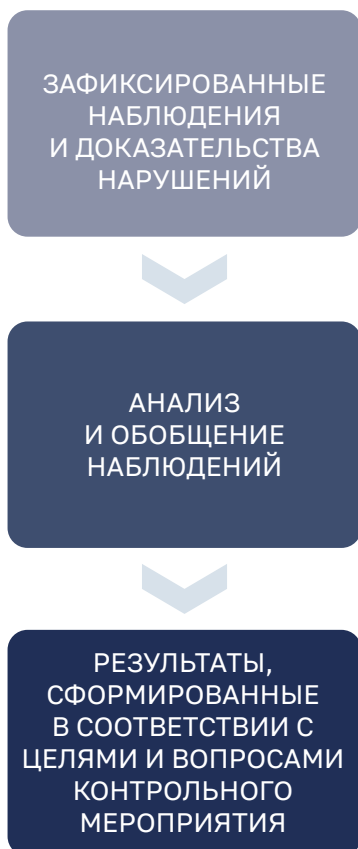 ЗАФИКСИРОВАННЫЕ
НАБЛЮДЕНИЯ
И ДОКАЗАТЕЛЬСТВА
НАРУШЕНИЙ
АНАЛИЗ
И ОБОБЩЕНИЕ
НАБЛЮДЕНИЙ
РЕЗУЛЬТАТЫ,
СФОРМИРОВАННЫЕ
В СООТВЕТСТВИИ С
ЦЕЛЯМИ И ВОПРОСАМИ
КОНТРОЛЬНОГО
МЕРОПРИЯТИЯ